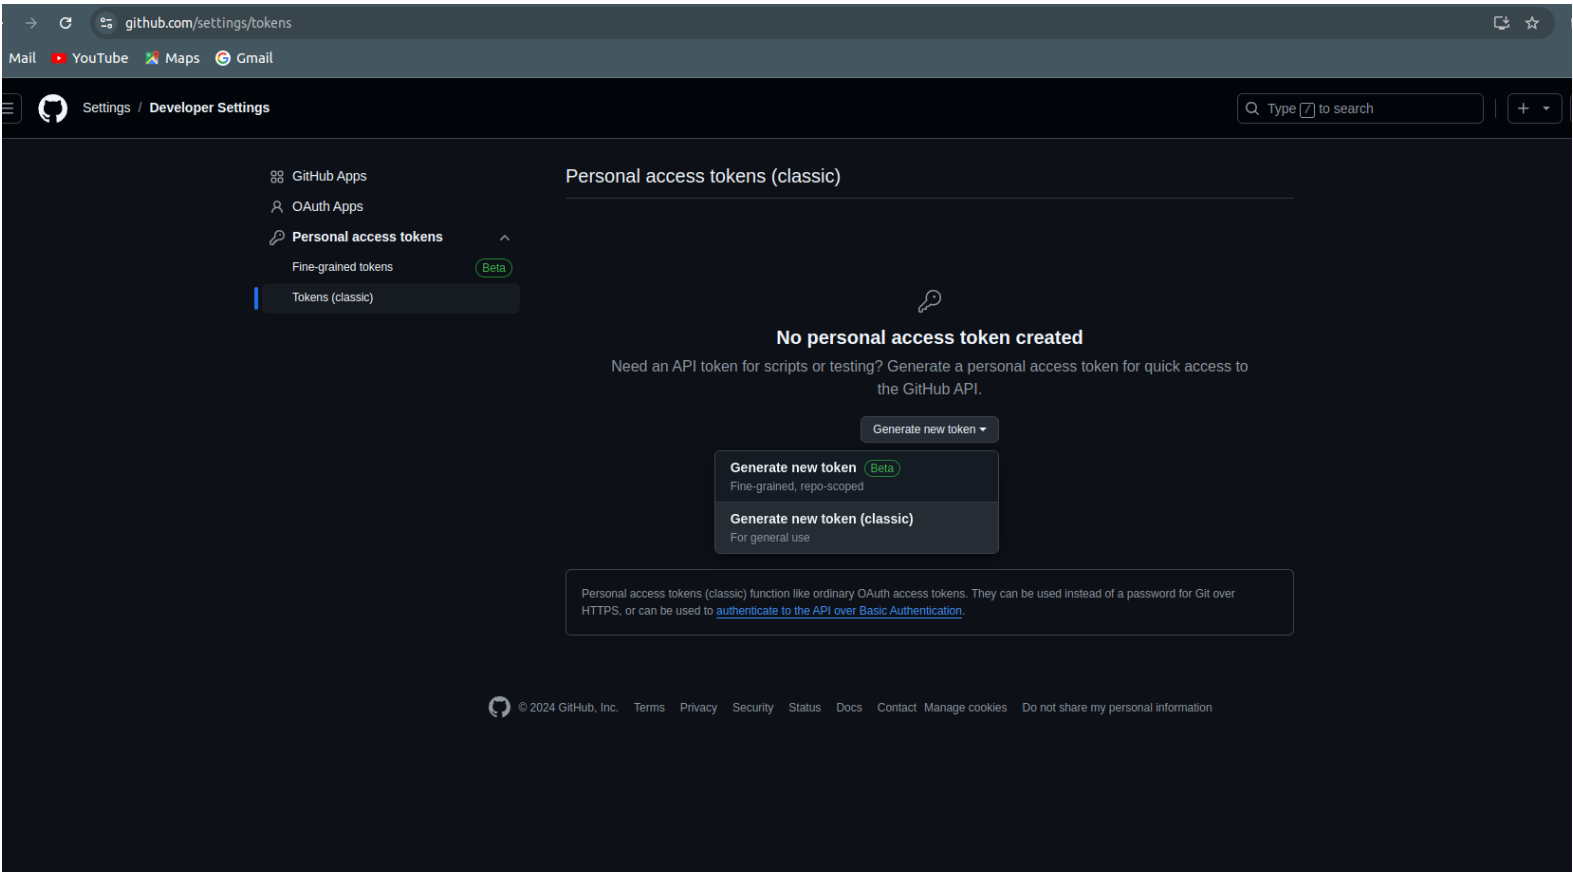 github.com/settings/tokens
Mail YouTube Maps Gmail
Settings / Developer Settings
Type / to search
GitHub Apps
OAuth Apps
Personal access tokens
Fine-grained tokens Beta
Tokens (classic)
Personal access tokens (classic)
No personal access token created
Need an API token for scripts or testing? Generate a personal access token for quick access to
the GitHub API.
Generate new token
Generate new token Beta
Fine-grained, repo-scoped
Generate new token (classic)
For general use
Personal access tokens (classic) function like ordinary OAuth access tokens. They can be used instead of a password for Git over
HTTPS, or can be used to authenticate to the API over Basic Authentication.
© 2024 GitHub, Inc. Terms Privacy Security Status Docs Contact Manage cookies Do not share my personal information